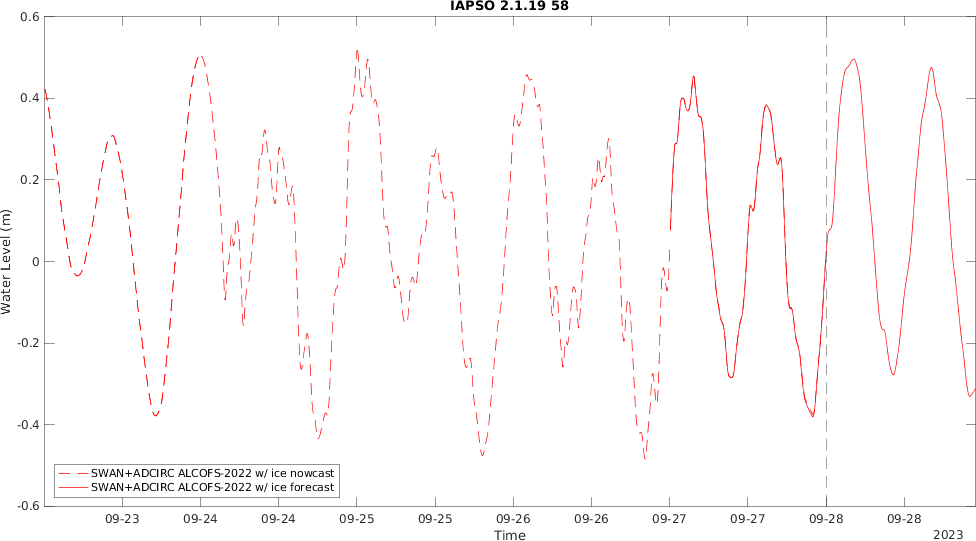 IAPSO 2.1.19 58
0.6
0.4
0.2
0
-0.2
-0.4
-0.6
Water Level (m)
SWAN+ADCIRC ALCOFS-2022 w/ ice nowcast
SWAN+ADCIRC ALCOFS-2022 w/ ice forecast
09-23 09-24 09-24 09-25 09-25 09-26 09-26 09-27 09-27 09-28 09-28
Time
2023